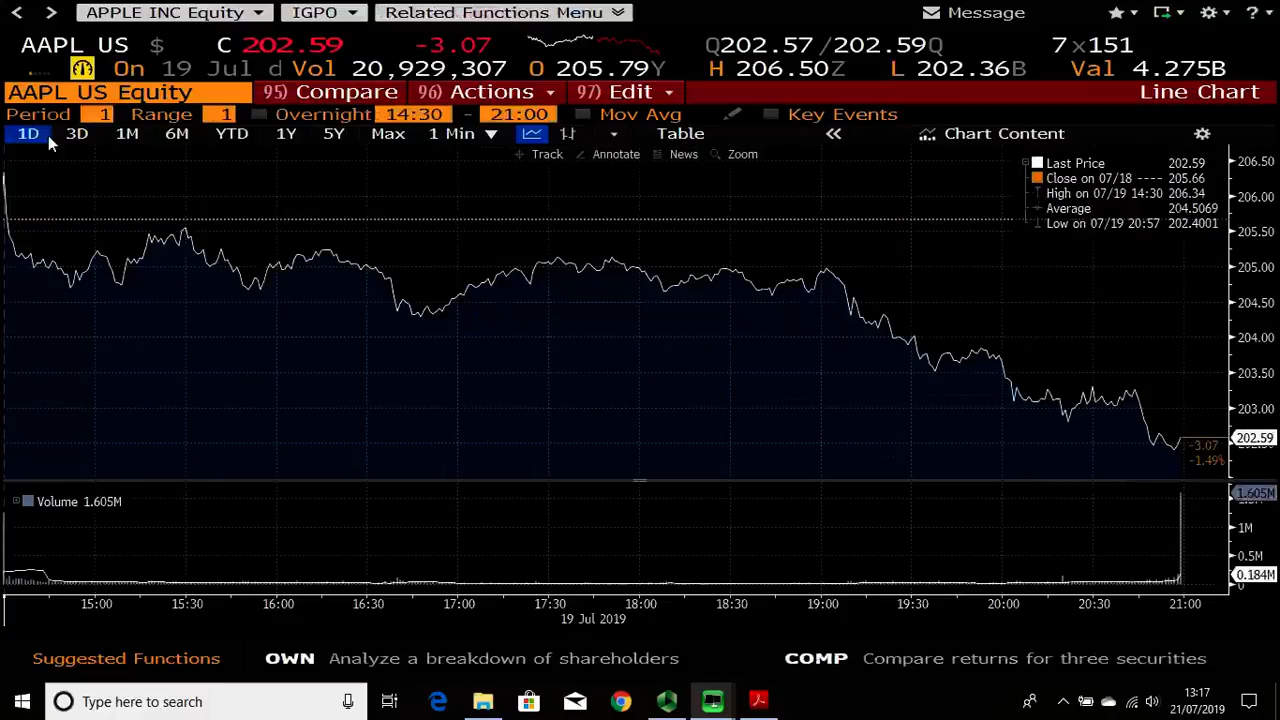 APPLE INC Equity IGPO Related Functions Menu Message
AAPL US $ C 202.59 -3.07 Q202.57 /202.59Q 7x151
On 19 Jul d Vol 20,929,307 O 205.79Y H 206.50Z L 202.36B Val 4.275B
AAPL US Equity 95) Compare 96) Actions 97) Edit Line Chart
Period 1 Range 1 Overnight 14:30 - 21:00 Mov Avg Key Events
1D 3D 1M 6M YTD 1Y 5Y Max 1 Min Table Chart Content
Track Annotate News Zoom
Last Price 202.59
Close on 07/18 ---- 205.66
High on 07/19 14:30 206.34
Average 204.5069
Low on 07/19 20:57 202.4001
206.50
206.00
205.50
205.00
204.50
204.00
203.50
203.00
202.59
-3.07
-1.49%
Volume 1.605M
1.605M
1M
0.5M
0.184M
0
15:00 15:30 16:00 16:30 17:00 17:30 18:00 18:30 19:00 19:30 20:00 20:30 21:00
19 Jul 2019
Suggested Functions OWN Analyze a breakdown of shareholders COMP Compare returns for three securities
Type here to search
13:17
21/07/2019